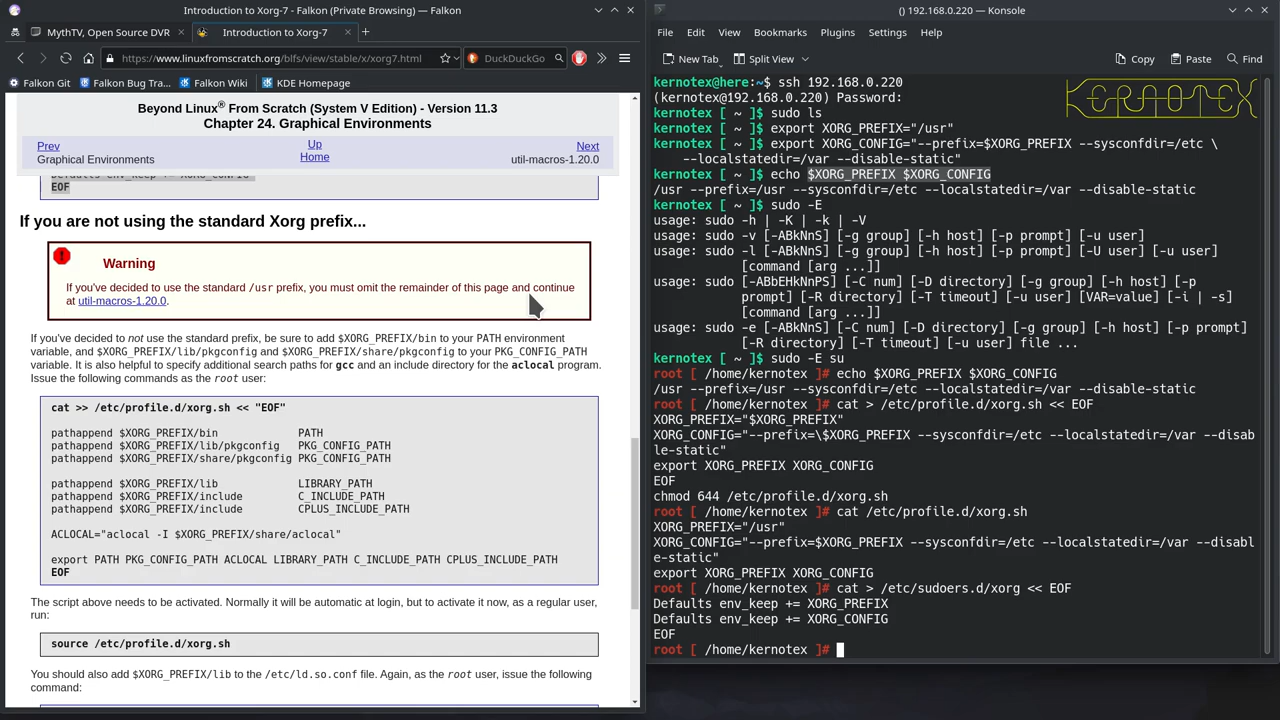 Introduction to Xorg-7 – Falkon (Private Browsing) — Falkon
MythTV, Open Source DVR
Introduction to Xorg-7
https://www.linuxfromscratch.org/blfs/view/stable/x/xorg7.html
DuckDuckGo
Falkon Git
Falkon Bug Tra...
Falkon Wiki
KDE Homepage
Beyond Linux® From Scratch (System V Edition) - Version 11.3
Chapter 24. Graphical Environments
Prev
Up
Next
Graphical Environments
Home
util-macros-1.20.0
Defaults env_keep += XORG_CONFIG
EOF
If you are not using the standard Xorg prefix...
Warning
If you've decided to use the standard /usr prefix, you must omit the remainder of this page and continue
at util-macros-1.20.0.
If you've decided to not use the standard prefix, be sure to add $XORG_PREFIX/bin to your PATH environment
variable, and $XORG_PREFIX/lib/pkgconfig and $XORG_PREFIX/share/pkgconfig to your PKG_CONFIG_PATH
variable. It is also helpful to specify additional search paths for gcc and an include directory for the aclocal program.
Issue the following commands as the root user:
cat >> /etc/profile.d/xorg.sh << "EOF"
pathappend $XORG_PREFIX/bin PATH
pathappend $XORG_PREFIX/lib/pkgconfig PKG_CONFIG_PATH
pathappend $XORG_PREFIX/share/pkgconfig PKG_CONFIG_PATH
pathappend $XORG_PREFIX/lib LIBRARY_PATH
pathappend $XORG_PREFIX/include C_INCLUDE_PATH
pathappend $XORG_PREFIX/include CPLUS_INCLUDE_PATH
ACLOCAL="aclocal -I $XORG_PREFIX/share/aclocal"
export PATH PKG_CONFIG_PATH ACLOCAL LIBRARY_PATH C_INCLUDE_PATH CPLUS_INCLUDE_PATH
EOF
The script above needs to be activated. Normally it will be automatic at login, but to activate it now, as a regular user,
run:
source /etc/profile.d/xorg.sh
You should also add $XORG_PREFIX/lib to the /etc/ld.so.conf file. Again, as the root user, issue the following
command:
() 192.168.0.220 — Konsole
File Edit View Bookmarks Plugins Settings Help
New Tab Split View Copy Paste Find
KERNOTEX
kernotex@here:~$ ssh 192.168.0.220
(kernotex@192.168.0.220) Password:
kernotex [ ~ ]$ sudo ls
kernotex [ ~ ]$ export XORG_PREFIX="/usr"
kernotex [ ~ ]$ export XORG_CONFIG="--prefix=$XORG_PREFIX --sysconfdir=/etc \
--localstatedir=/var --disable-static"
kernotex [ ~ ]$ echo $XORG_PREFIX $XORG_CONFIG
/usr --prefix=/usr --sysconfdir=/etc --localstatedir=/var --disable-static
kernotex [ ~ ]$ sudo -E
usage: sudo -h | -K | -k | -V
usage: sudo -v [-ABkNnS] [-g group] [-h host] [-p prompt] [-u user]
usage: sudo -l [-ABkNnS] [-g group] [-h host] [-p prompt] [-U user] [-u user]
[command [arg ...]]
usage: sudo [-ABbEHkNnPS] [-C num] [-D directory] [-g group] [-h host] [-p
prompt] [-R directory] [-T timeout] [-u user] [VAR=value] [-i | -s]
[command [arg ...]]
usage: sudo -e [-ABkNnS] [-C num] [-D directory] [-g group] [-h host] [-p prompt]
[-R directory] [-T timeout] [-u user] file ...
kernotex [ ~ ]$ sudo -E su
root [ /home/kernotex ]# echo $XORG_PREFIX $XORG_CONFIG
/usr --prefix=/usr --sysconfdir=/etc --localstatedir=/var --disable-static
root [ /home/kernotex ]# cat > /etc/profile.d/xorg.sh << EOF
XORG_PREFIX="$XORG_PREFIX"
XORG_CONFIG="--prefix=\$XORG_PREFIX --sysconfdir=/etc --localstatedir=/var --disab
le-static"
export XORG_PREFIX XORG_CONFIG
EOF
chmod 644 /etc/profile.d/xorg.sh
root [ /home/kernotex ]# cat /etc/profile.d/xorg.sh
XORG_PREFIX="/usr"
XORG_CONFIG="--prefix=$XORG_PREFIX --sysconfdir=/etc --localstatedir=/var --disabl
e-static"
export XORG_PREFIX XORG_CONFIG
root [ /home/kernotex ]# cat > /etc/sudoers.d/xorg << EOF
Defaults env_keep += XORG_PREFIX
Defaults env_keep += XORG_CONFIG
EOF
root [ /home/kernotex ]#